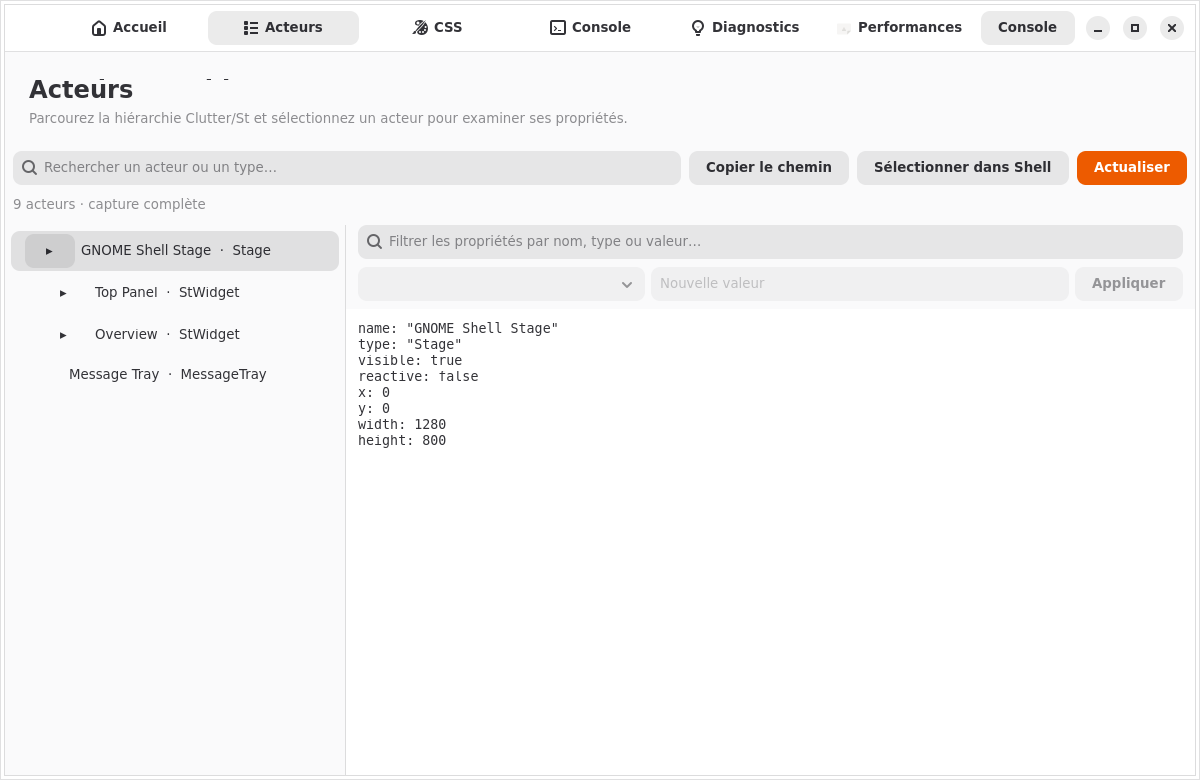 Accueil
Acteurs
CSS
Console
Diagnostics
Performances
Console
Acteurs
Parcourez la hiérarchie Clutter/St et sélectionnez un acteur pour examiner ses propriétés.
Rechercher un acteur ou un type…
Copier le chemin
Sélectionner dans Shell
Actualiser
9 acteurs · capture complète
GNOME Shell Stage · Stage
Top Panel · StWidget
Overview · StWidget
Message Tray · MessageTray
Filtrer les propriétés par nom, type ou valeur…
Nouvelle valeur
Appliquer
name: "GNOME Shell Stage"
type: "Stage"
visible: true
reactive: false
x: 0
y: 0
width: 1280
height: 800